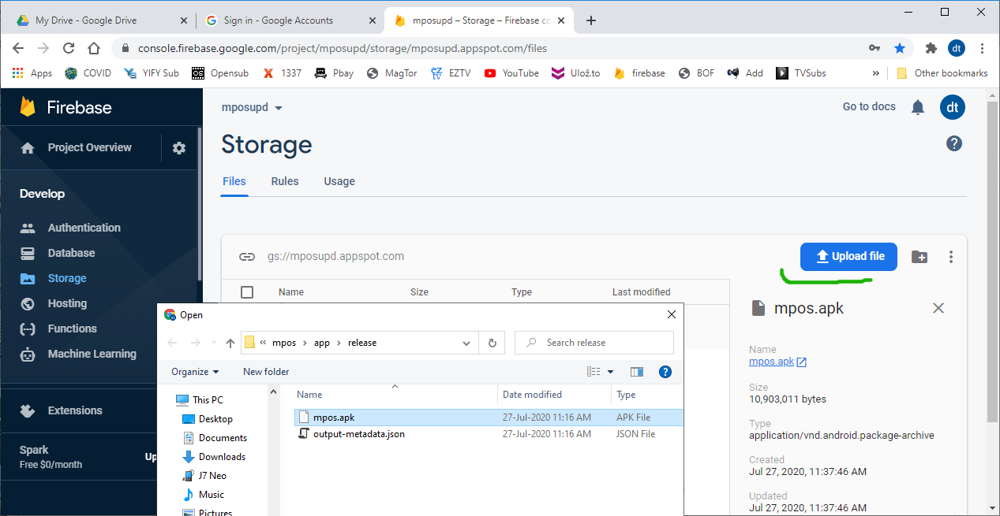 My Drive - Google Drive
Sign in - Google Accounts
mposupd – Storage – Firebase co
console.firebase.google.com/project/mposupd/storage/mposupd.appspot.com/files
dt
Apps COVID YIFY Sub OS Opensub X 1337 Pbay MagTor EZTV YouTube Ulož.to firebase BOF Add TVSubs » Other bookmarks
Firebase
mposupd
Go to docs
dt
Project Overview
Storage
Files Rules Usage
Develop
Authentication
Database
Storage
Hosting
Functions
Machine Learning
Extensions
Spark
Free $0/month
Up
gs://mposupd.appspot.com
Upload file
Name Size Type Last modified
mpos.apk
Name
mpos.apk
Size
10,903,011 bytes
Type
application/vnd.android.package-archive
Created
Jul 27, 2020, 11:37:46 AM
Updated
Jul 27, 2020, 11:37:46 AM
Open
« mpos › app › release
Search release
Organize New folder
This PC
Desktop
Documents
Downloads
J7 Neo
Music
Pictures
Name Date modified Type
mpos.apk 27-Jul-2020 11:16 AM APK File
output-metadata.json 27-Jul-2020 11:16 AM JSON File